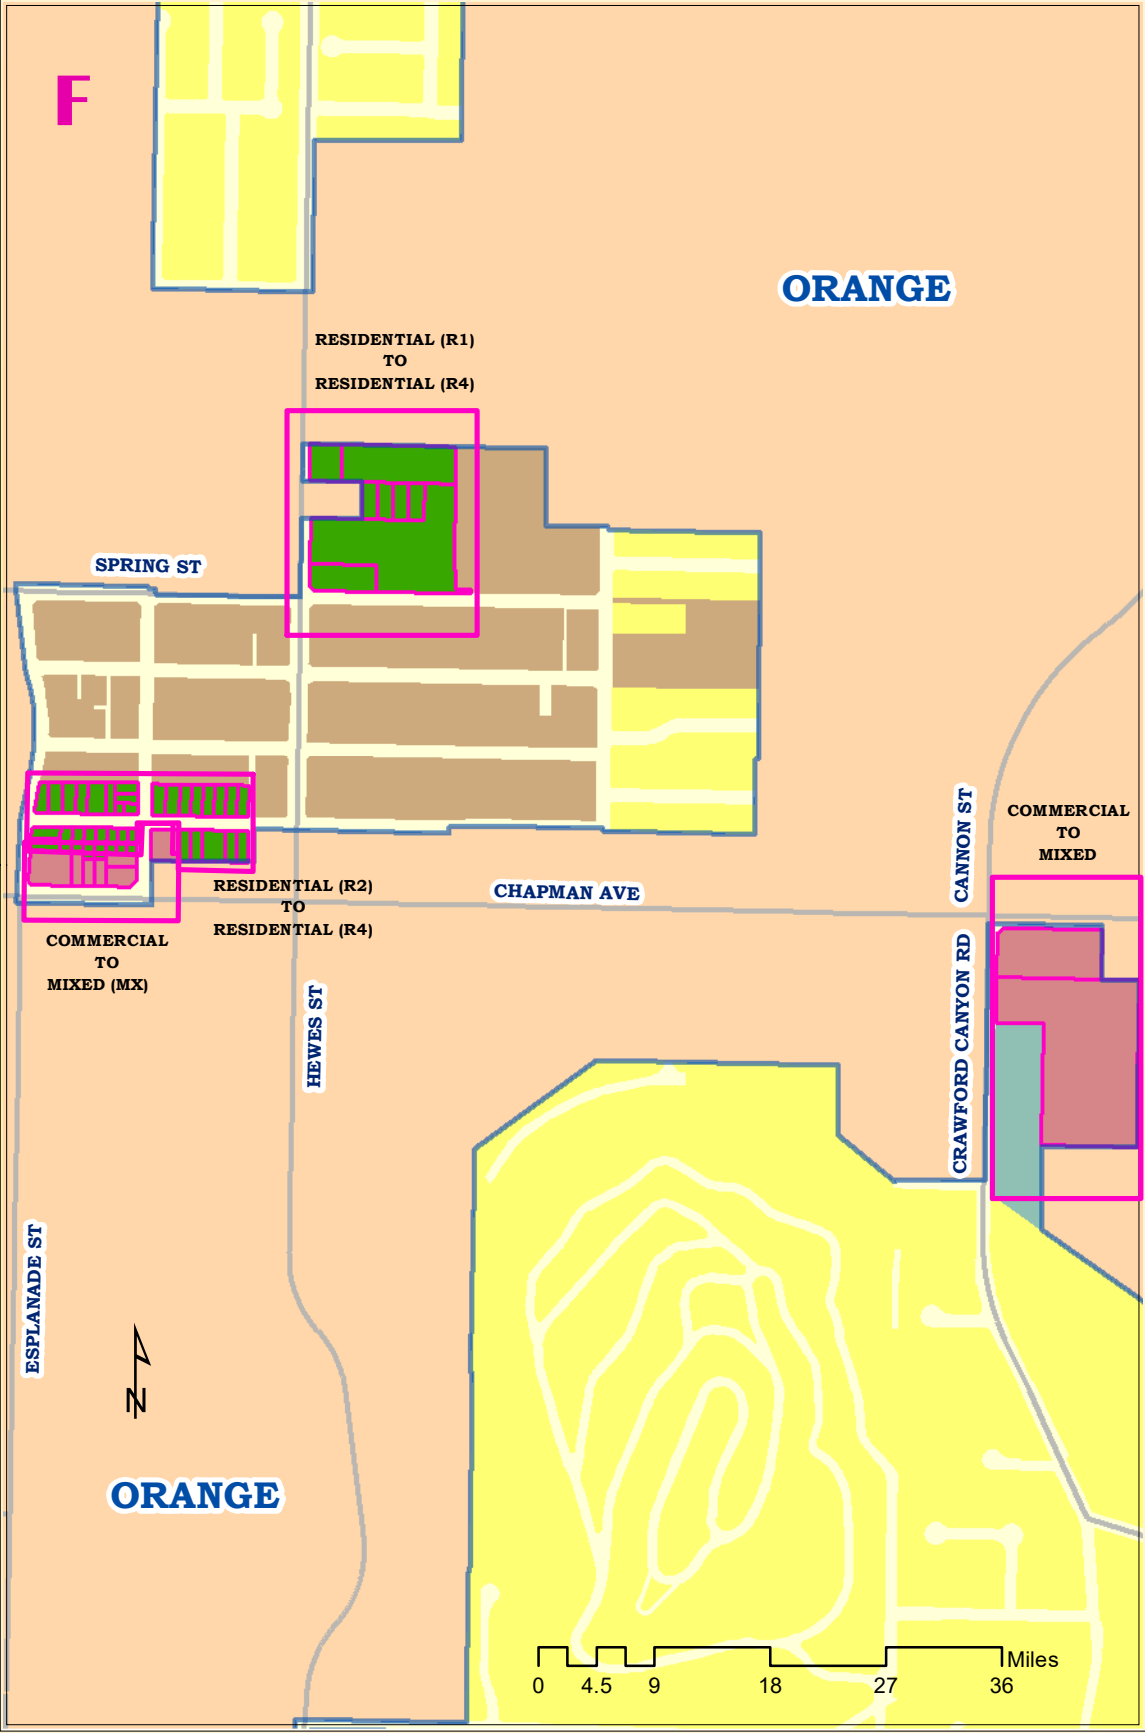 F
ORANGE
RESIDENTIAL (R1)
TO
RESIDENTIAL (R4)
SPRING ST
CANNON ST
COMMERCIAL
TO
MIXED
RESIDENTIAL (R2)
TO
RESIDENTIAL (R4)
CHAPMAN AVE
COMMERCIAL
TO
MIXED (MX)
CRAWFORD CANYON RD
HEWES ST
ESPLANADE ST
N
ORANGE
Miles
0 4.5 9 18 27 36